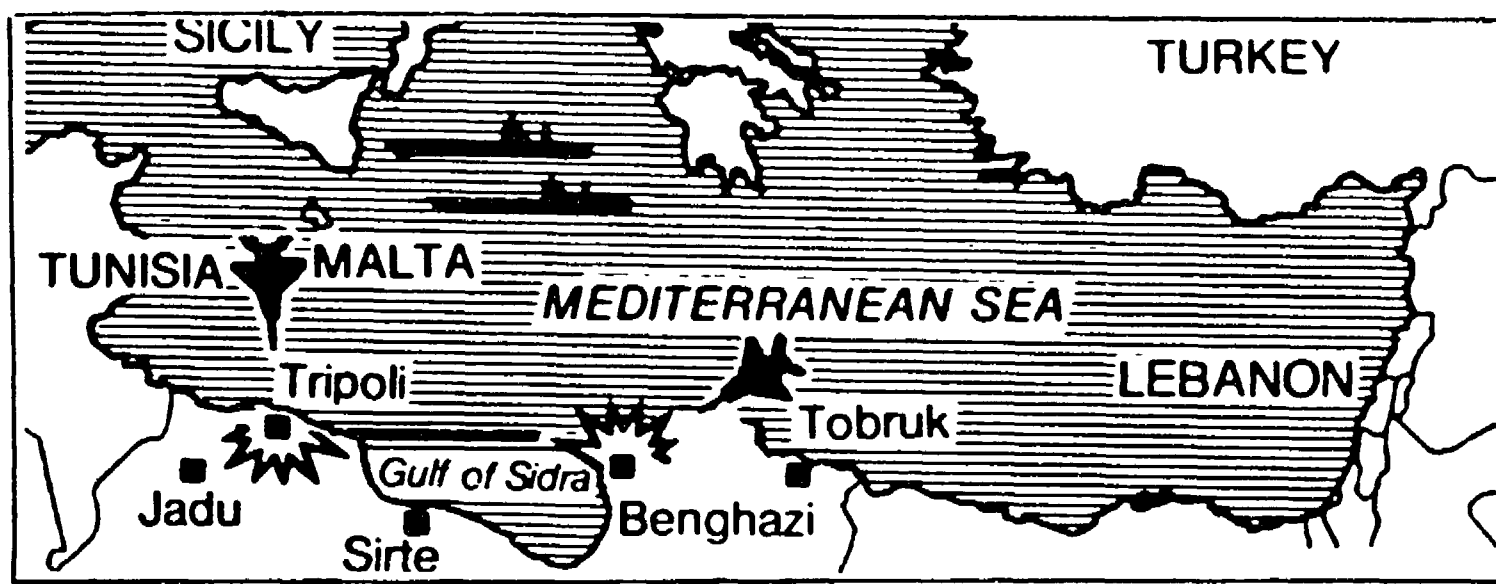 SICILY
TURKEY
TUNISIA
MALTA
MEDITERRANEAN SEA
Tripoli
LEBANON
Tobruk
Gulf of Sidra
Jadu
Benghazi
Sirte